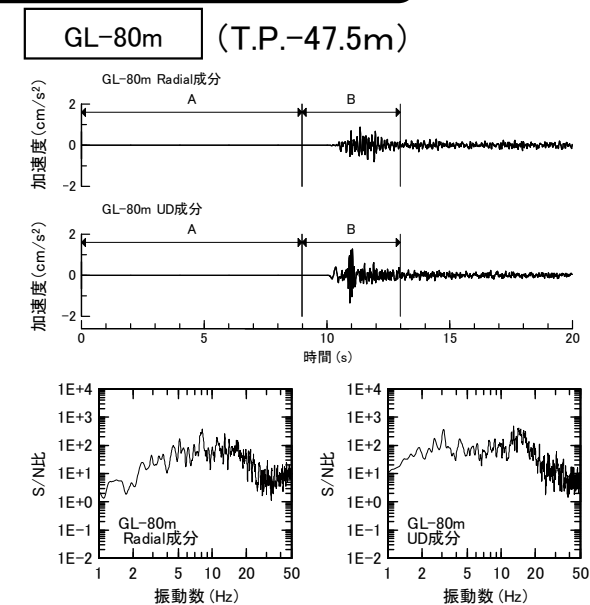 GL-80m (T.P.-47.5m)
GL-80m Radial成分
A B
加速度(cm/s²)
2
0
-2
GL-80m UD成分
A B
加速度(cm/s²)
2
0
-2
0 5 10 15 20
時間(s)
S/N比
1E+4
1E+3
1E+2
1E+1
1E+0
1E-1
1E-2
GL-80m
Radial成分
1 2 5 10 20 50
振動数(Hz)
S/N比
1E+4
1E+3
1E+2
1E+1
1E+0
1E-1
1E-2
GL-80m
UD成分
1 2 5 10 20 50
振動数(Hz)